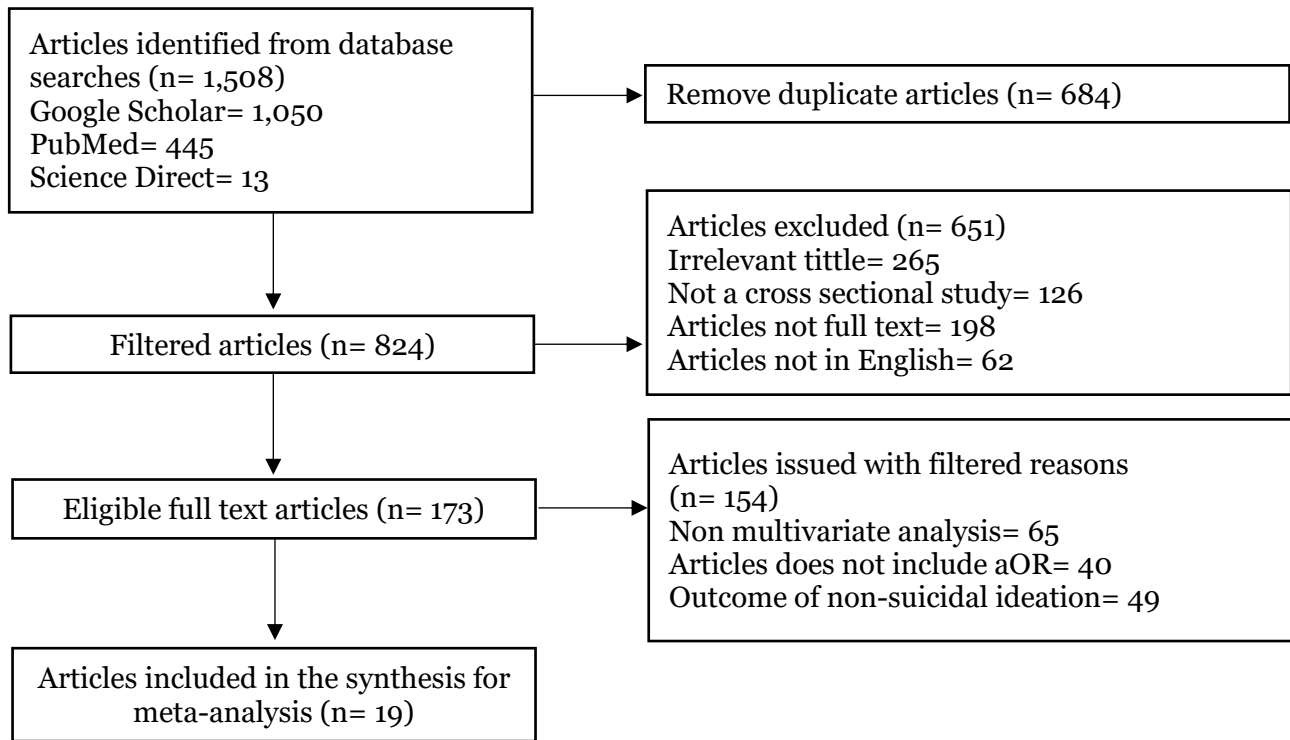 Articles identified from database
searches (n= 1,508)
Google Scholar= 1,050
PubMed= 445
Science Direct= 13
Remove duplicate articles (n= 684)
Filtered articles (n= 824)
Articles excluded (n= 651)
Irrelevant tittle= 265
Not a cross sectional study= 126
Articles not full text= 198
Articles not in English= 62
Eligible full text articles (n= 173)
Articles issued with filtered reasons
(n= 154)
Non multivariate analysis= 65
Articles does not include aOR= 40
Outcome of non-suicidal ideation= 49
Articles included in the synthesis for
meta-analysis (n= 19)